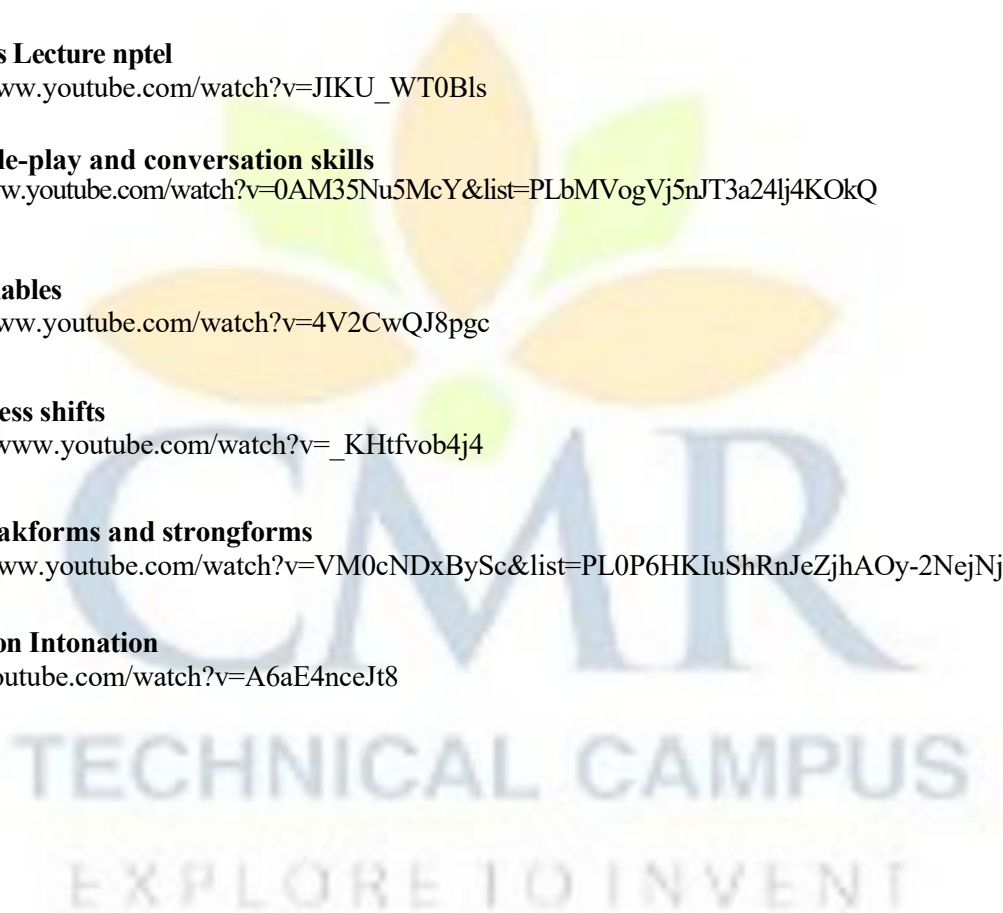 s Lecture nptel
ww.youtube.com/watch?v=JIKU_WT0Bls
le-play and conversation skills
ww.youtube.com/watch?v=0AM35Nu5McY&list=PLbMVogVj5nJT3a24lj4KOkQ
ables
ww.youtube.com/watch?v=4V2CwQJ8pgc
ess shifts
www.youtube.com/watch?v=_KHtfvob4j4
akforms and strongforms
ww.youtube.com/watch?v=VM0cNDxBySc&list=PL0P6HKIuShRnJeZjhAOy-2NejNj
on Intonation
outube.com/watch?v=A6aE4nceJt8
CMR
TECHNICAL CAMPUS
EXPLORE TO INVENT